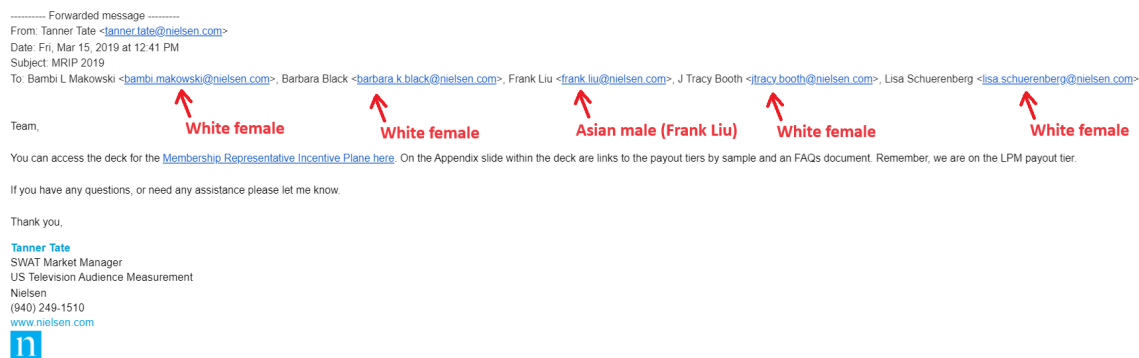 ---------- Forwarded message ---------
From: Tanner Tate <tanner.tate@nielsen.com>
Date: Fri, Mar 15, 2019 at 12:41 PM
Subject: MRIP 2019
To: Bambi L Makowski <bambi.makowski@nielsen.com>, Barbara Black <barbara.k.black@nielsen.com>, Frank Liu <frank.liu@nielsen.com>, J Tracy Booth <jtracy.booth@nielsen.com>, Lisa Schuerenberg <lisa.schuerenberg@nielsen.com>
White female White female Asian male (Frank Liu) White female White female
Team,
You can access the deck for the Membership Representative Incentive Plane here. On the Appendix slide within the deck are links to the payout tiers by sample and an FAQs document. Remember, we are on the LPM payout tier.
If you have any questions, or need any assistance please let me know.
Thank you,
Tanner Tate
SWAT Market Manager
US Television Audience Measurement
Nielsen
(940) 249-1510
www.nielsen.com
n